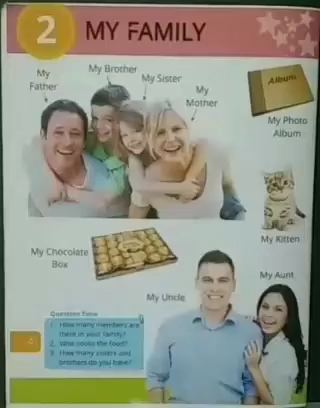 2
MY FAMILY
My
Father
My Brother
My Sister
My
Mother
Album
My Photo
Album
My Kitten
My Chocolate
Box
My Uncle
My Aunt
Question Time
1. How many members are
there in your family?
2. Who cooks the food?
3. How many sisters and
brothers do you have?